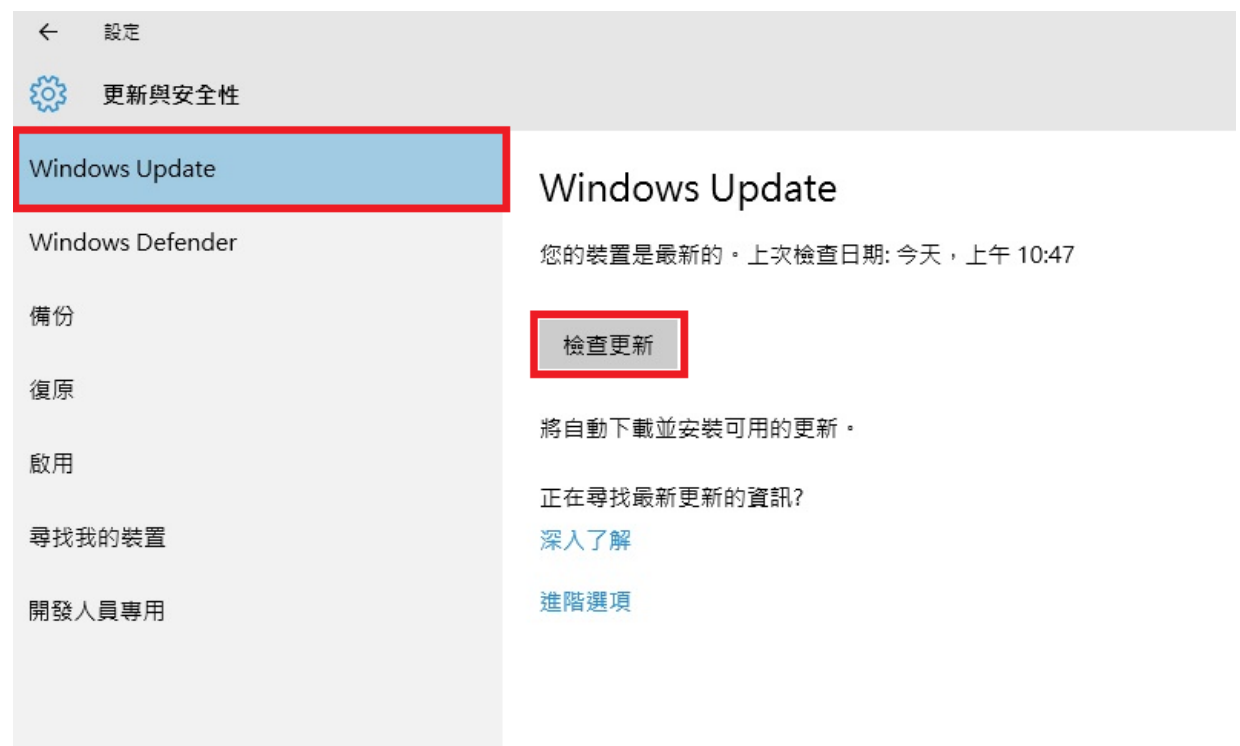 設定
更新與安全性
Windows Update
Windows Defender
備份
復原
啟用
尋找我的裝置
開發人員專用
Windows Update
您的裝置是最新的。上次檢查日期: 今天，上午 10:47
檢查更新
將自動下載並安裝可用的更新。
正在尋找最新更新的資訊?
深入了解
進階選項